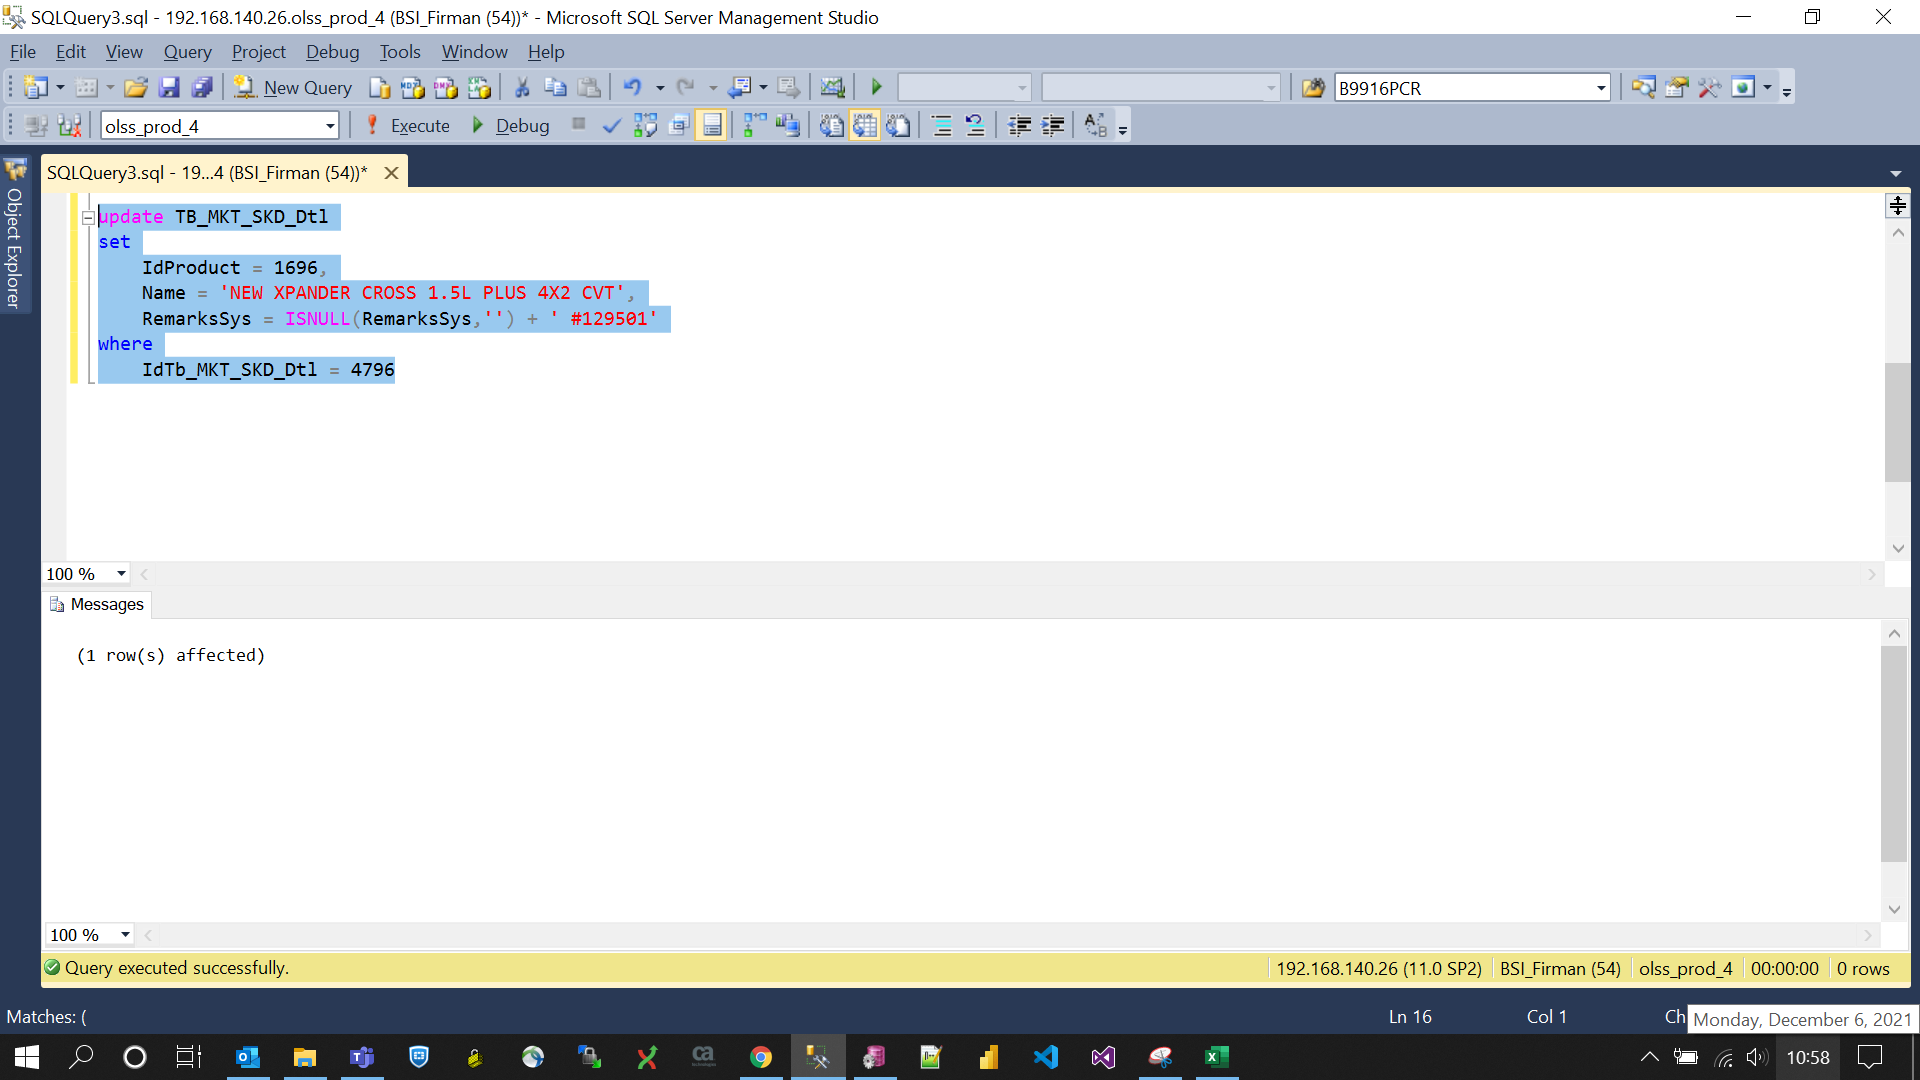 SQLQuery3.sql - 192.168.140.26.olss_prod_4 (BSI_Firman (54))* - Microsoft SQL Server Management Studio
File Edit View Query Project Debug Tools Window Help
New Query B9916PCR
olss_prod_4 Execute Debug
SQLQuery3.sql - 19...4 (BSI_Firman (54))*
Object Explorer
update TB_MKT_SKD_Dtl
set
IdProduct = 1696,
Name = 'NEW XPANDER CROSS 1.5L PLUS 4X2 CVT',
RemarksSys = ISNULL(RemarksSys,'') + ' #129501'
where
IdTb_MKT_SKD_Dtl = 4796
100 %
Messages
(1 row(s) affected)
100 %
Query executed successfully. 192.168.140.26 (11.0 SP2) BSI_Firman (54) olss_prod_4 00:00:00 0 rows
Matches: ( Ln 16 Col 1 Ch
Monday, December 6, 2021
10:58